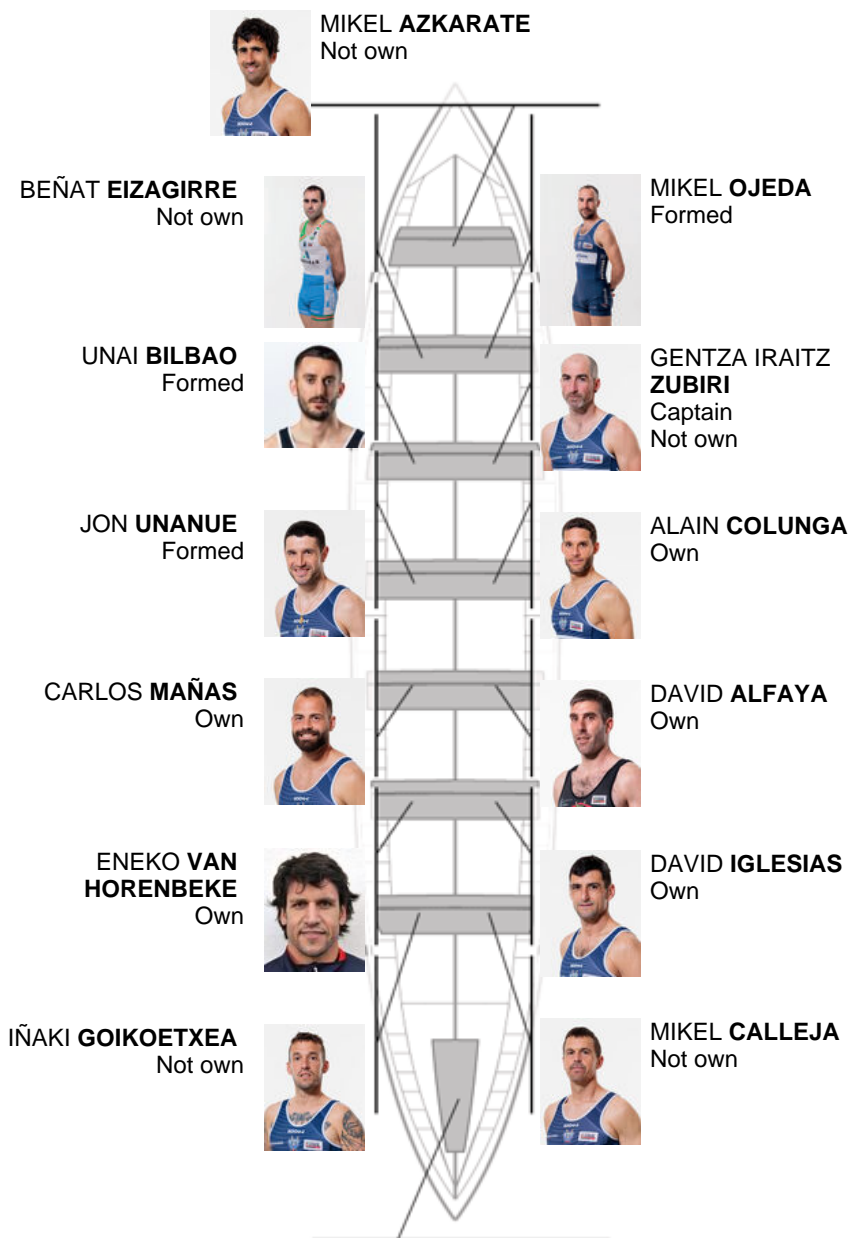 MIKEL AZKARATE
Not own
BEÑAT EIZAGIRRE
Not own
MIKEL OJEDA
Formed
UNAI BILBAO
Formed
GENTZA IRAITZ
ZUBIRI
Captain
Not own
JON UNANUE
Formed
ALAIN COLUNGA
Own
CARLOS MAÑAS
Own
DAVID ALFAYA
Own
ENEKO VAN
HORENBEKE
Own
DAVID IGLESIAS
Own
IÑAKI GOIKOETXEA
Not own
MIKEL CALLEJA
Not own